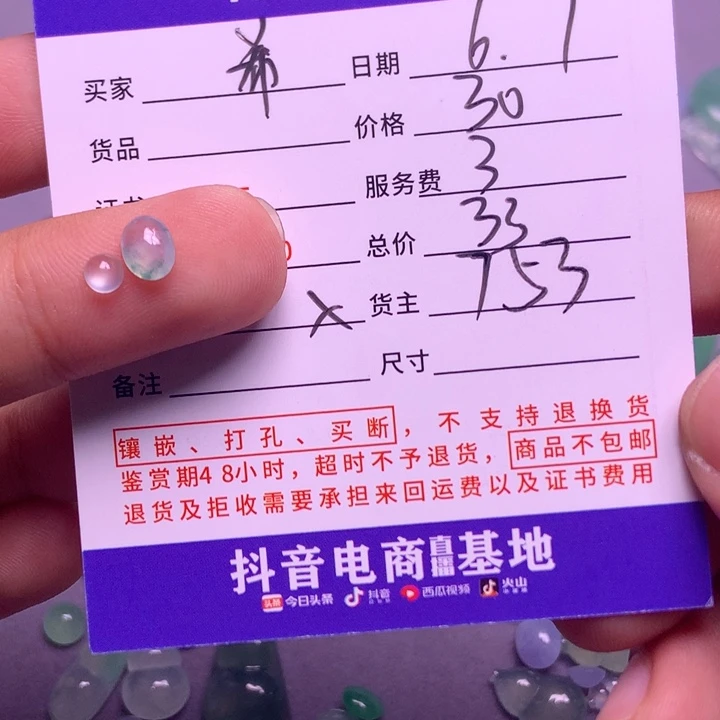 买家 希 日期 6.1
货品 价格 30
证书 服务费 3
总价 33
货主 753
备注 尺寸
镶嵌、打孔、买断，不支持退换货
鉴赏期48小时，超时不予退货，商品不包邮
退货及拒收需要承担来回运费以及证书费用
抖音电商直播基地
头条 今日头条 抖音 西瓜视频 火山